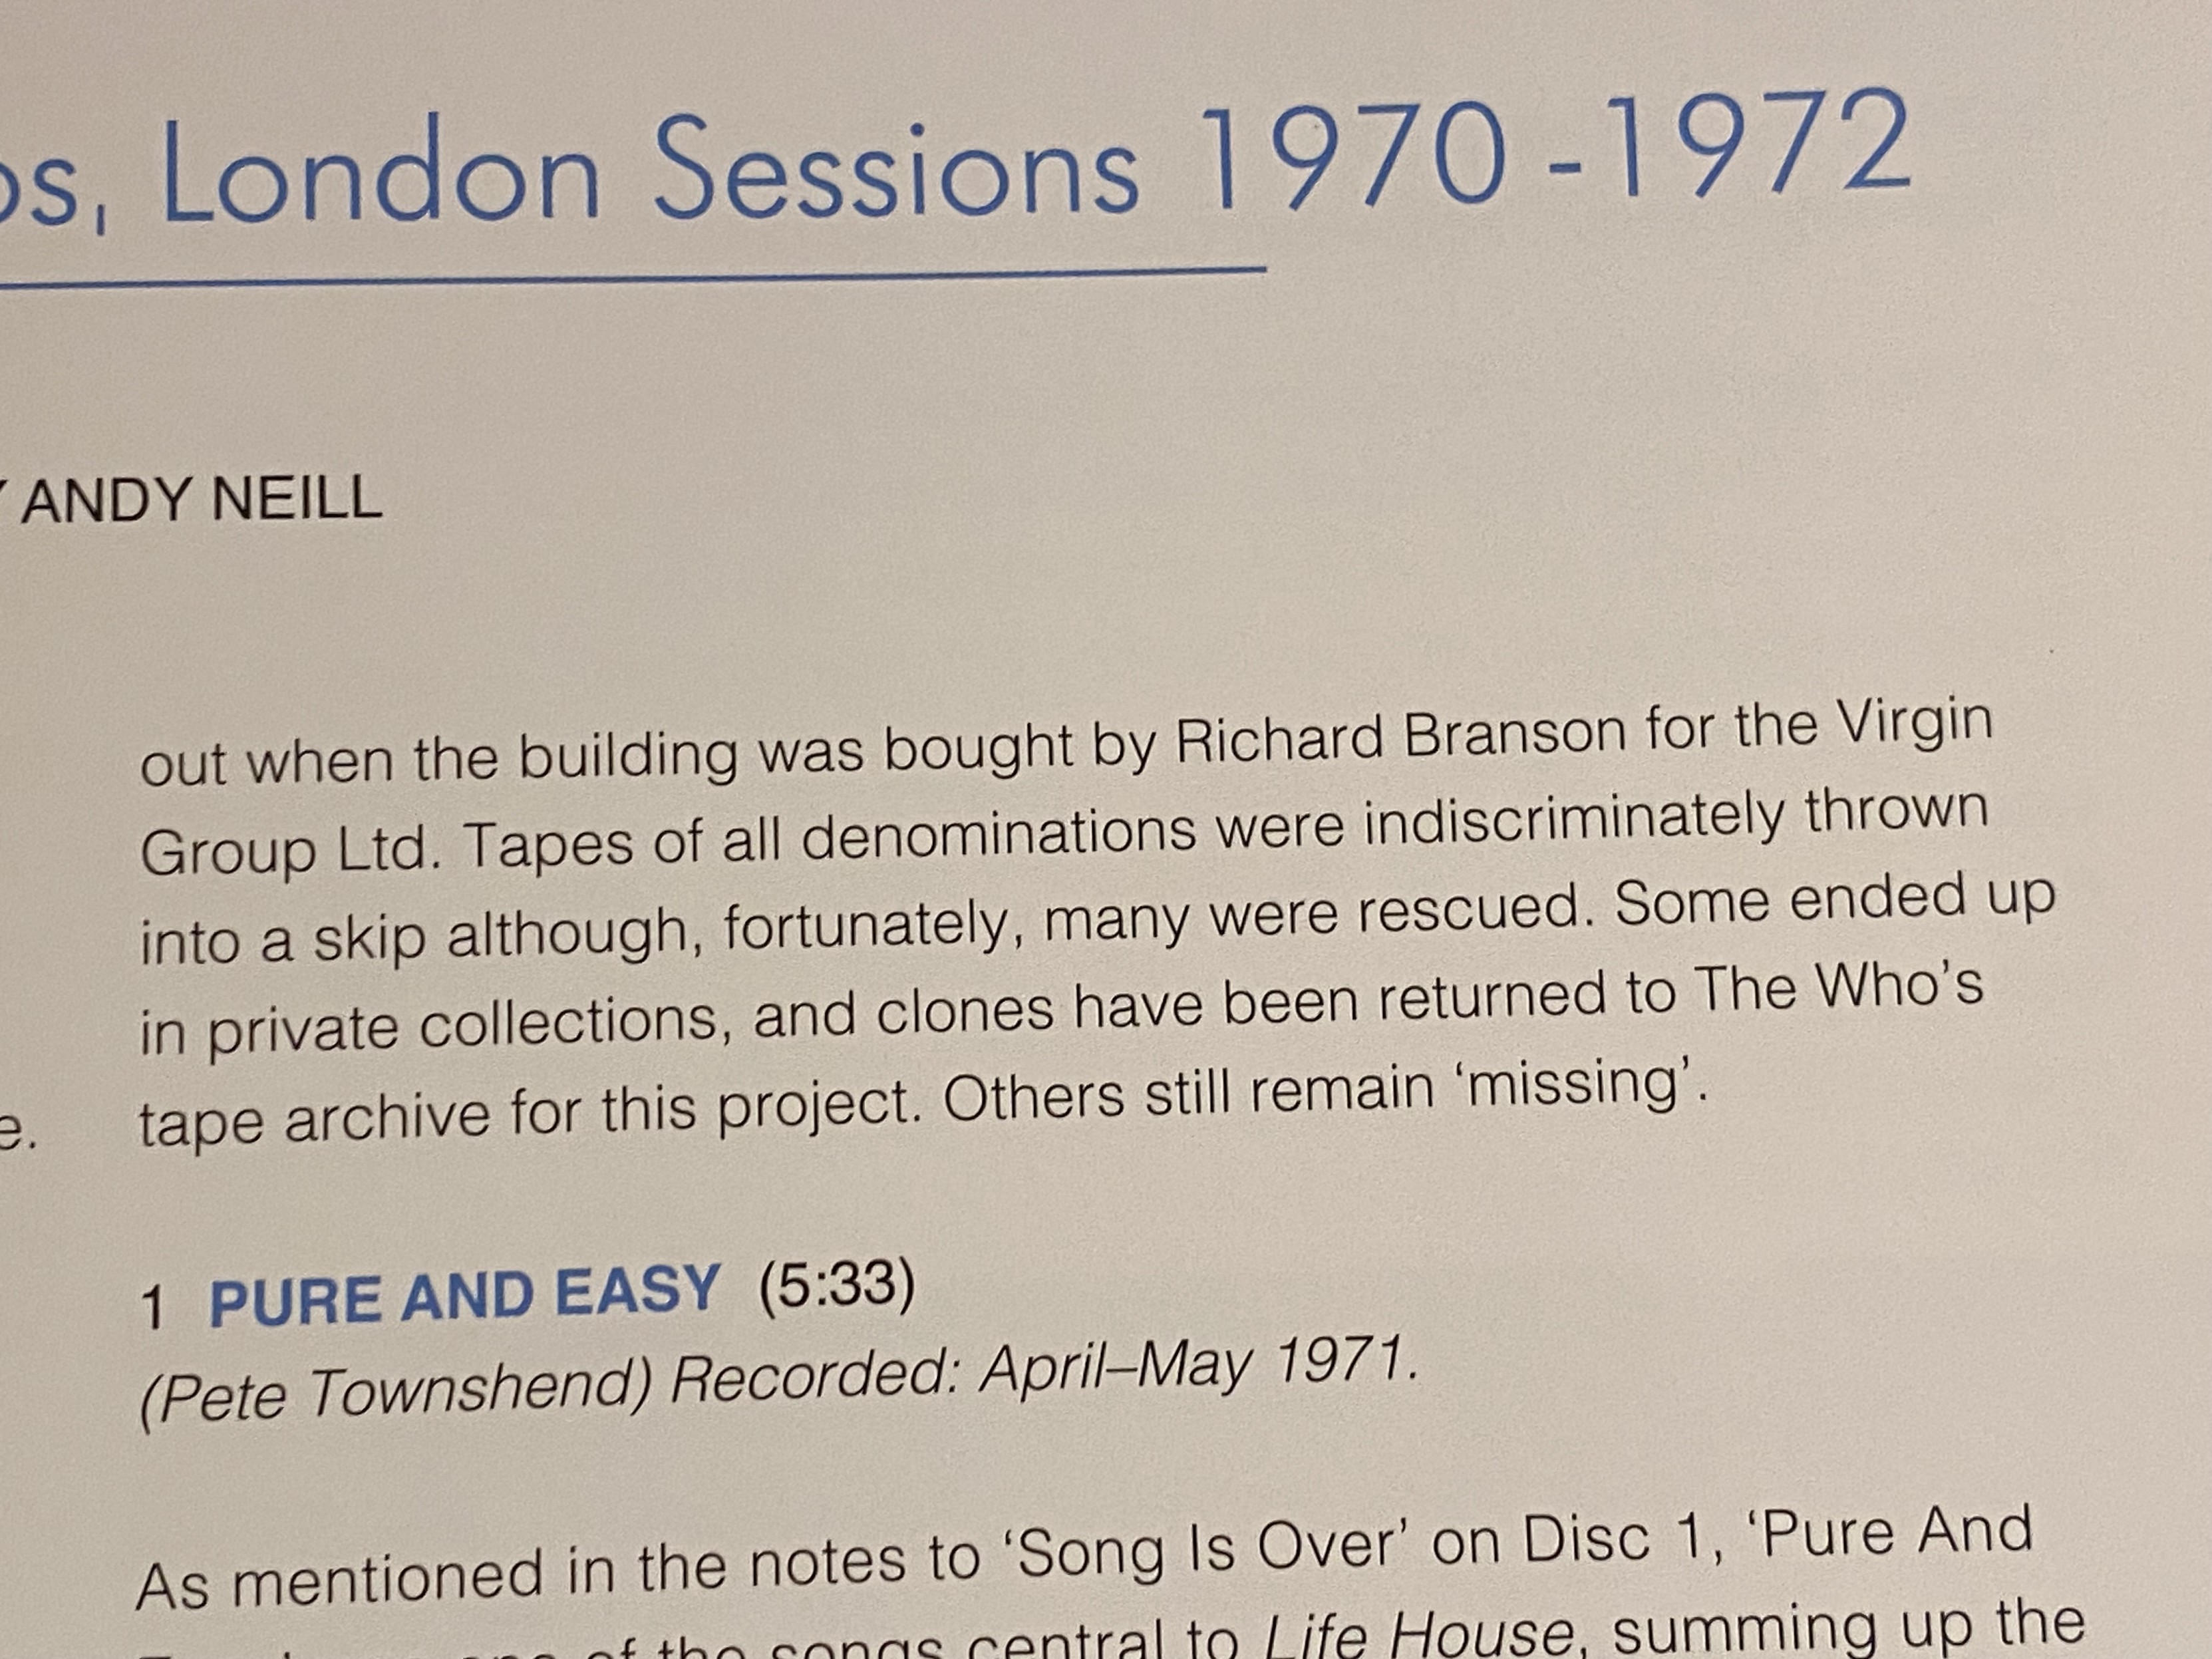 os, London Sessions 1970 -1972
ANDY NEILL
out when the building was bought by Richard Branson for the Virgin
Group Ltd. Tapes of all denominations were indiscriminately thrown
into a skip although, fortunately, many were rescued. Some ended up
in private collections, and clones have been returned to The Who’s
e. tape archive for this project. Others still remain ‘missing’.
1 PURE AND EASY (5:33)
(Pete Townshend) Recorded: April–May 1971.
As mentioned in the notes to ‘Song Is Over’ on Disc 1, ‘Pure And
of the songs central to Life House, summing up the